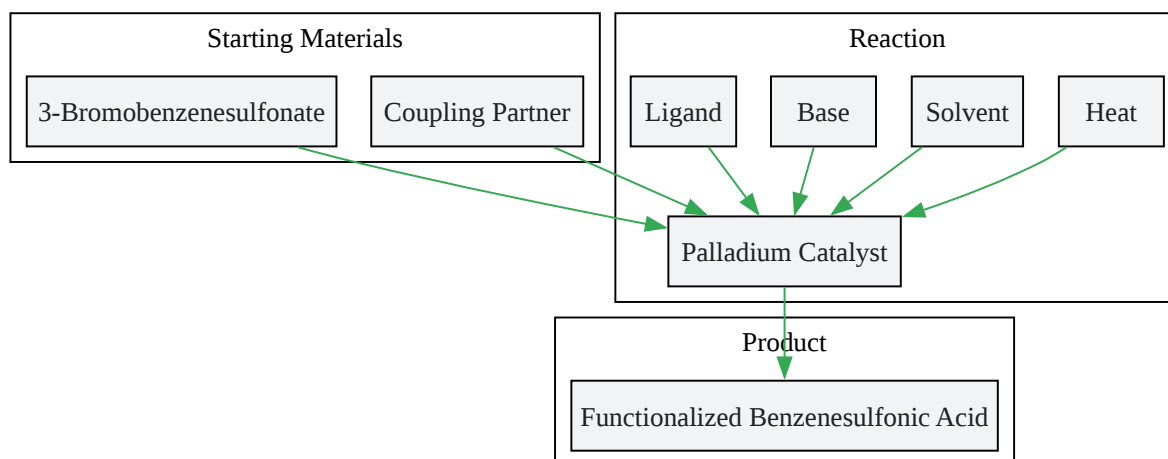 Starting Materials
3-Bromobenzenesulfonate
Coupling Partner
Reaction
Ligand
Base
Solvent
Heat
Palladium Catalyst
Product
Functionalized Benzenesulfonic Acid